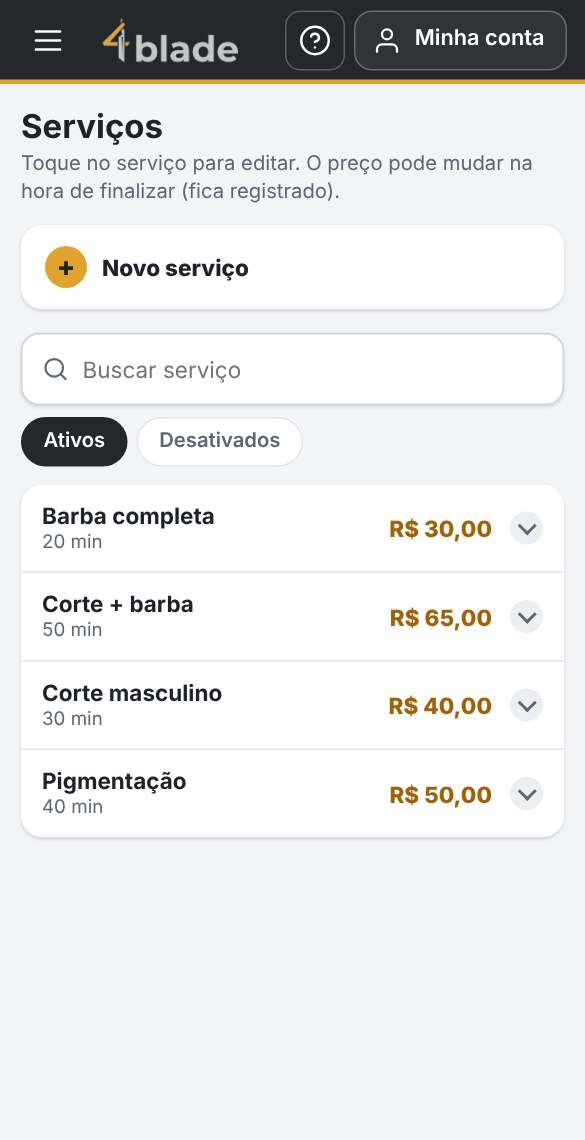 4blade
Minha conta
Serviços
Toque no serviço para editar. O preço pode mudar na
hora de finalizar (fica registrado).
+ Novo serviço
Buscar serviço
Ativos
Desativados
Barba completa
20 min
R$ 30,00
Corte + barba
50 min
R$ 65,00
Corte masculino
30 min
R$ 40,00
Pigmentação
40 min
R$ 50,00